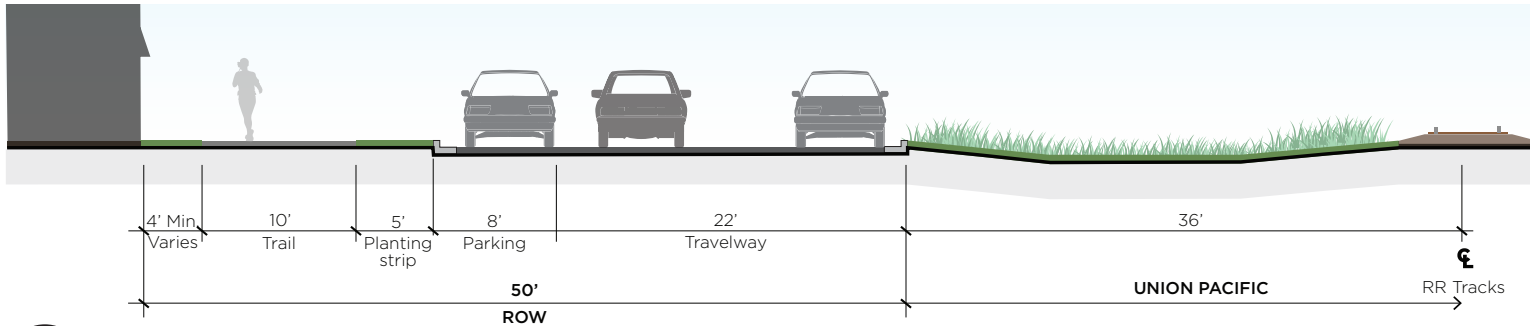 4’ Min.
Varies
10’
Trail
5’
Planting
strip
8’
Parking
22’
Travelway
36’
℄
RR Tracks
50’
ROW
UNION PACIFIC